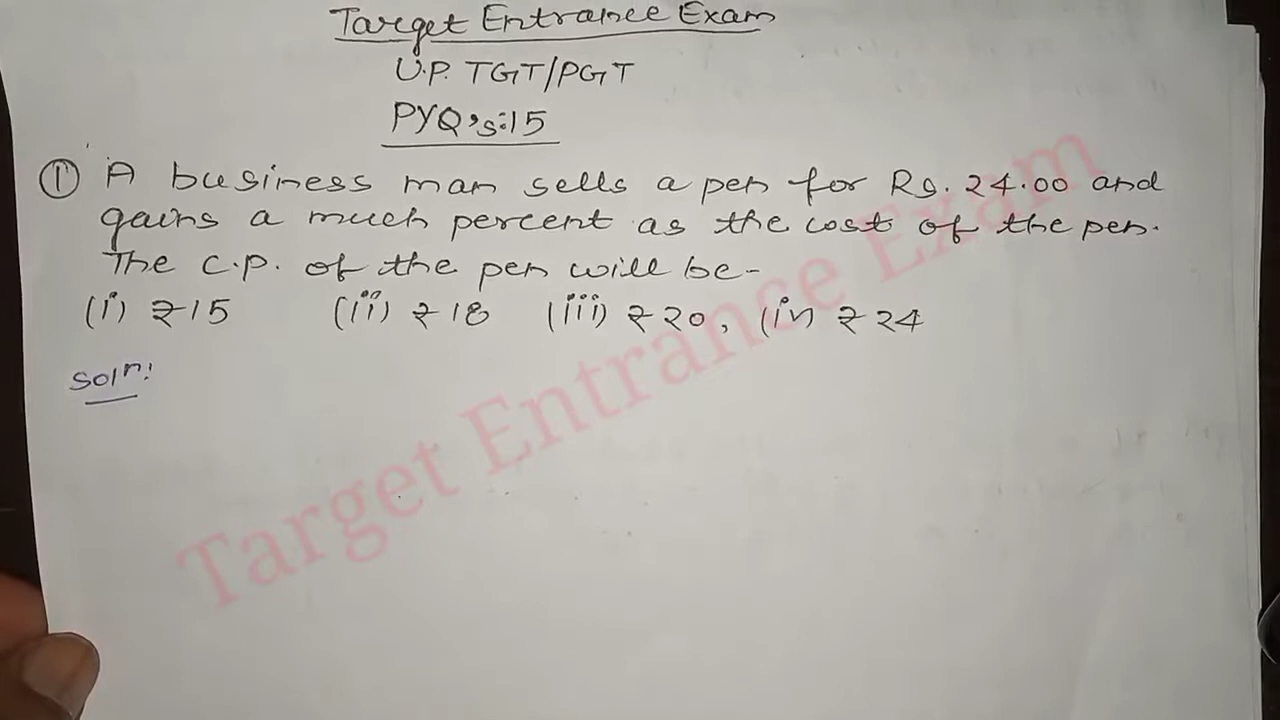 Target Entrance Exam
U.P. TGT/PGT
PYQ's:15
① A business man sells a pen for Rs. 24.00 and
gains a much percent as the cost of the pen.
The C.P. of the pen will be-
(i) ₹15 (ii) ₹18 (iii) ₹20, (iv) ₹24
Solⁿ:
Target Entrance Exam